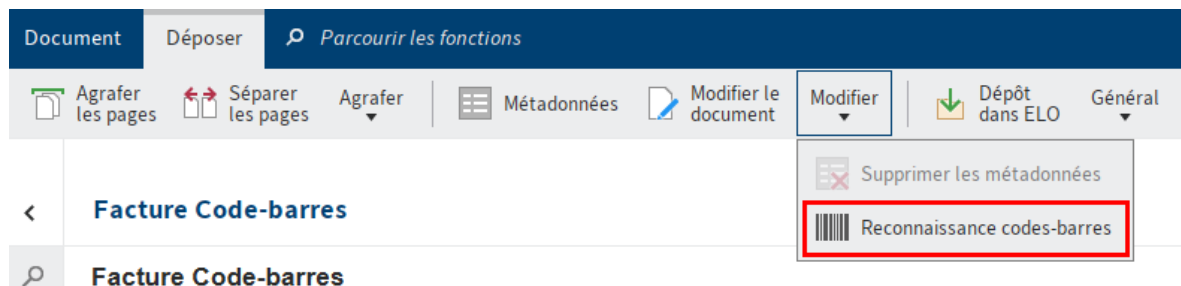 Document Déposer Parcourir les fonctions
Agrafer les pages
Séparer les pages
Agrafer
Métadonnées
Modifier le document
Modifier
Dépôt dans ELO
Général
Supprimer les métadonnées
Reconnaissance codes-barres
Facture Code-barres
Facture Code-barres